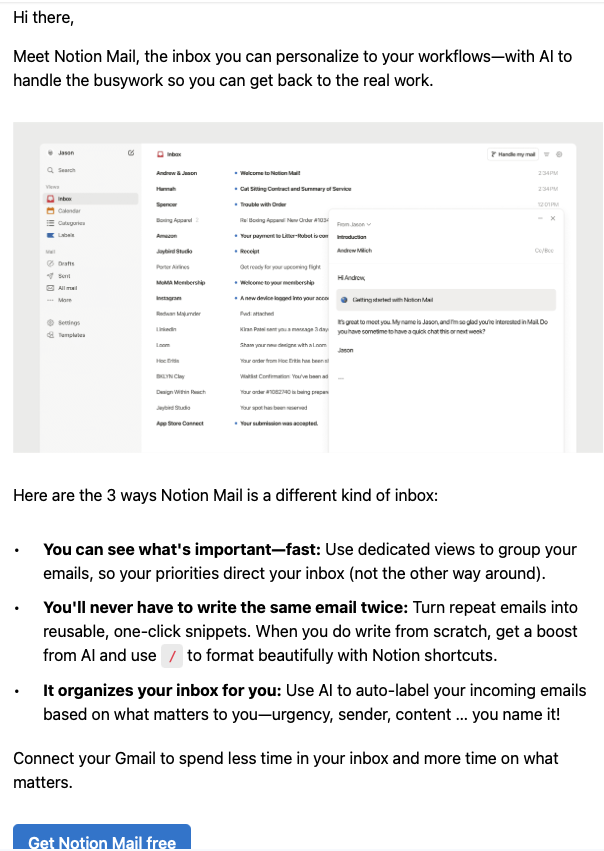 Hi there,
Meet Notion Mail, the inbox you can personalize to your workflows—with AI to
handle the busywork so you can get back to the real work.
Jason
Inbox
Handle my mail
Search
Andrew & Jason
Welcome to Notion Mail!
2:34PM
Views
Hannah
Cat Sitting Contract and Summary of Service
2:34PM
Inbox
Spencer
Trouble with Order
12:01PM
Calendar
Boxing Apparel 3
Re: Boxing Apparel New Order #1034
Categories
Amazon
Your payment to Litter-Robot is con
Labels
Jaybird Studio
Receipt
Mail
Porter Airlines
Get ready for your upcoming flight
Drafts
MoMA Membership
Welcome to your membership
Sent
Instagram
A new device logged into your acco
All mail
Redwan Majumder
Fwd: attached
More
LinkedIn
Kiran Patel sent you a message 3 day
Settings
Loom
Share your new designs with a Loom
Templates
Hoc Eritis
Your order from Hoc Eritis has been s
BKLYN Clay
Waitlist Confirmation: You've been ad
Design Within Reach
Your order #1082740 is being prepare
Jaybird Studio
Your spot has been reserved
App Store Connect
Your submission was accepted.
From Jason
Introduction
Andrew Milich
Cc/Bcc
Hi Andrew,
Getting started with Notion Mail
It's great to meet you. My name is Jason, and I'm so glad you're interested in Mail. Do
you have sometime to have a quick chat this or next week?
Jason
Here are the 3 ways Notion Mail is a different kind of inbox:
• You can see what's important—fast: Use dedicated views to group your
emails, so your priorities direct your inbox (not the other way around).
• You'll never have to write the same email twice: Turn repeat emails into
reusable, one-click snippets. When you do write from scratch, get a boost
from AI and use / to format beautifully with Notion shortcuts.
• It organizes your inbox for you: Use AI to auto-label your incoming emails
based on what matters to you—urgency, sender, content ... you name it!
Connect your Gmail to spend less time in your inbox and more time on what
matters.
Get Notion Mail free